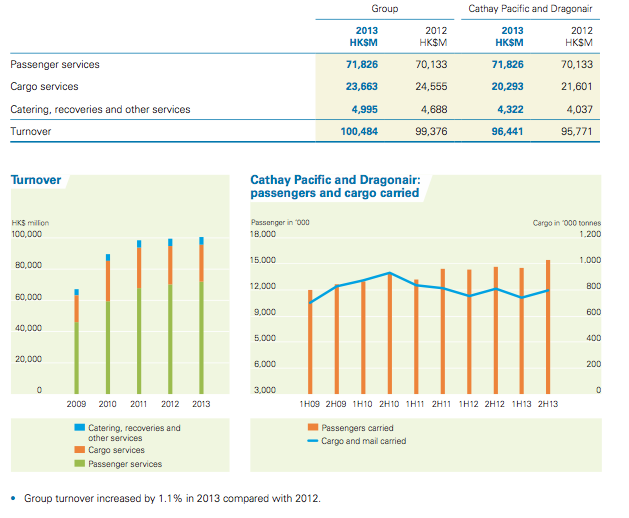 Group Cathay Pacific and Dragonair
2013 2012 2013 2012
HK$M HK$M HK$M HK$M
Passenger services 71,826 70,133 71,826 70,133
Cargo services 23,663 24,555 20,293 21,601
Catering, recoveries and other services 4,995 4,688 4,322 4,037
Turnover 100,484 99,376 96,441 95,771
Turnover
HK$ million
100,000
80,000
60,000
40,000
20,000
0
2009 2010 2011 2012 2013
Catering, recoveries and
other services
Cargo services
Passenger services
Cathay Pacific and Dragonair:
passengers and cargo carried
Passenger in '000 Cargo in '000 tonnes
18,000 1,200
15,000 1,000
12,000 800
9,000 600
5,000 400
6,000 200
3,000 0
1H09 2H09 1H10 2H10 1H11 2H11 1H12 2H12 1H13 2H13
Passengers carried
Cargo and mail carried
• Group turnover increased by 1.1% in 2013 compared with 2012.